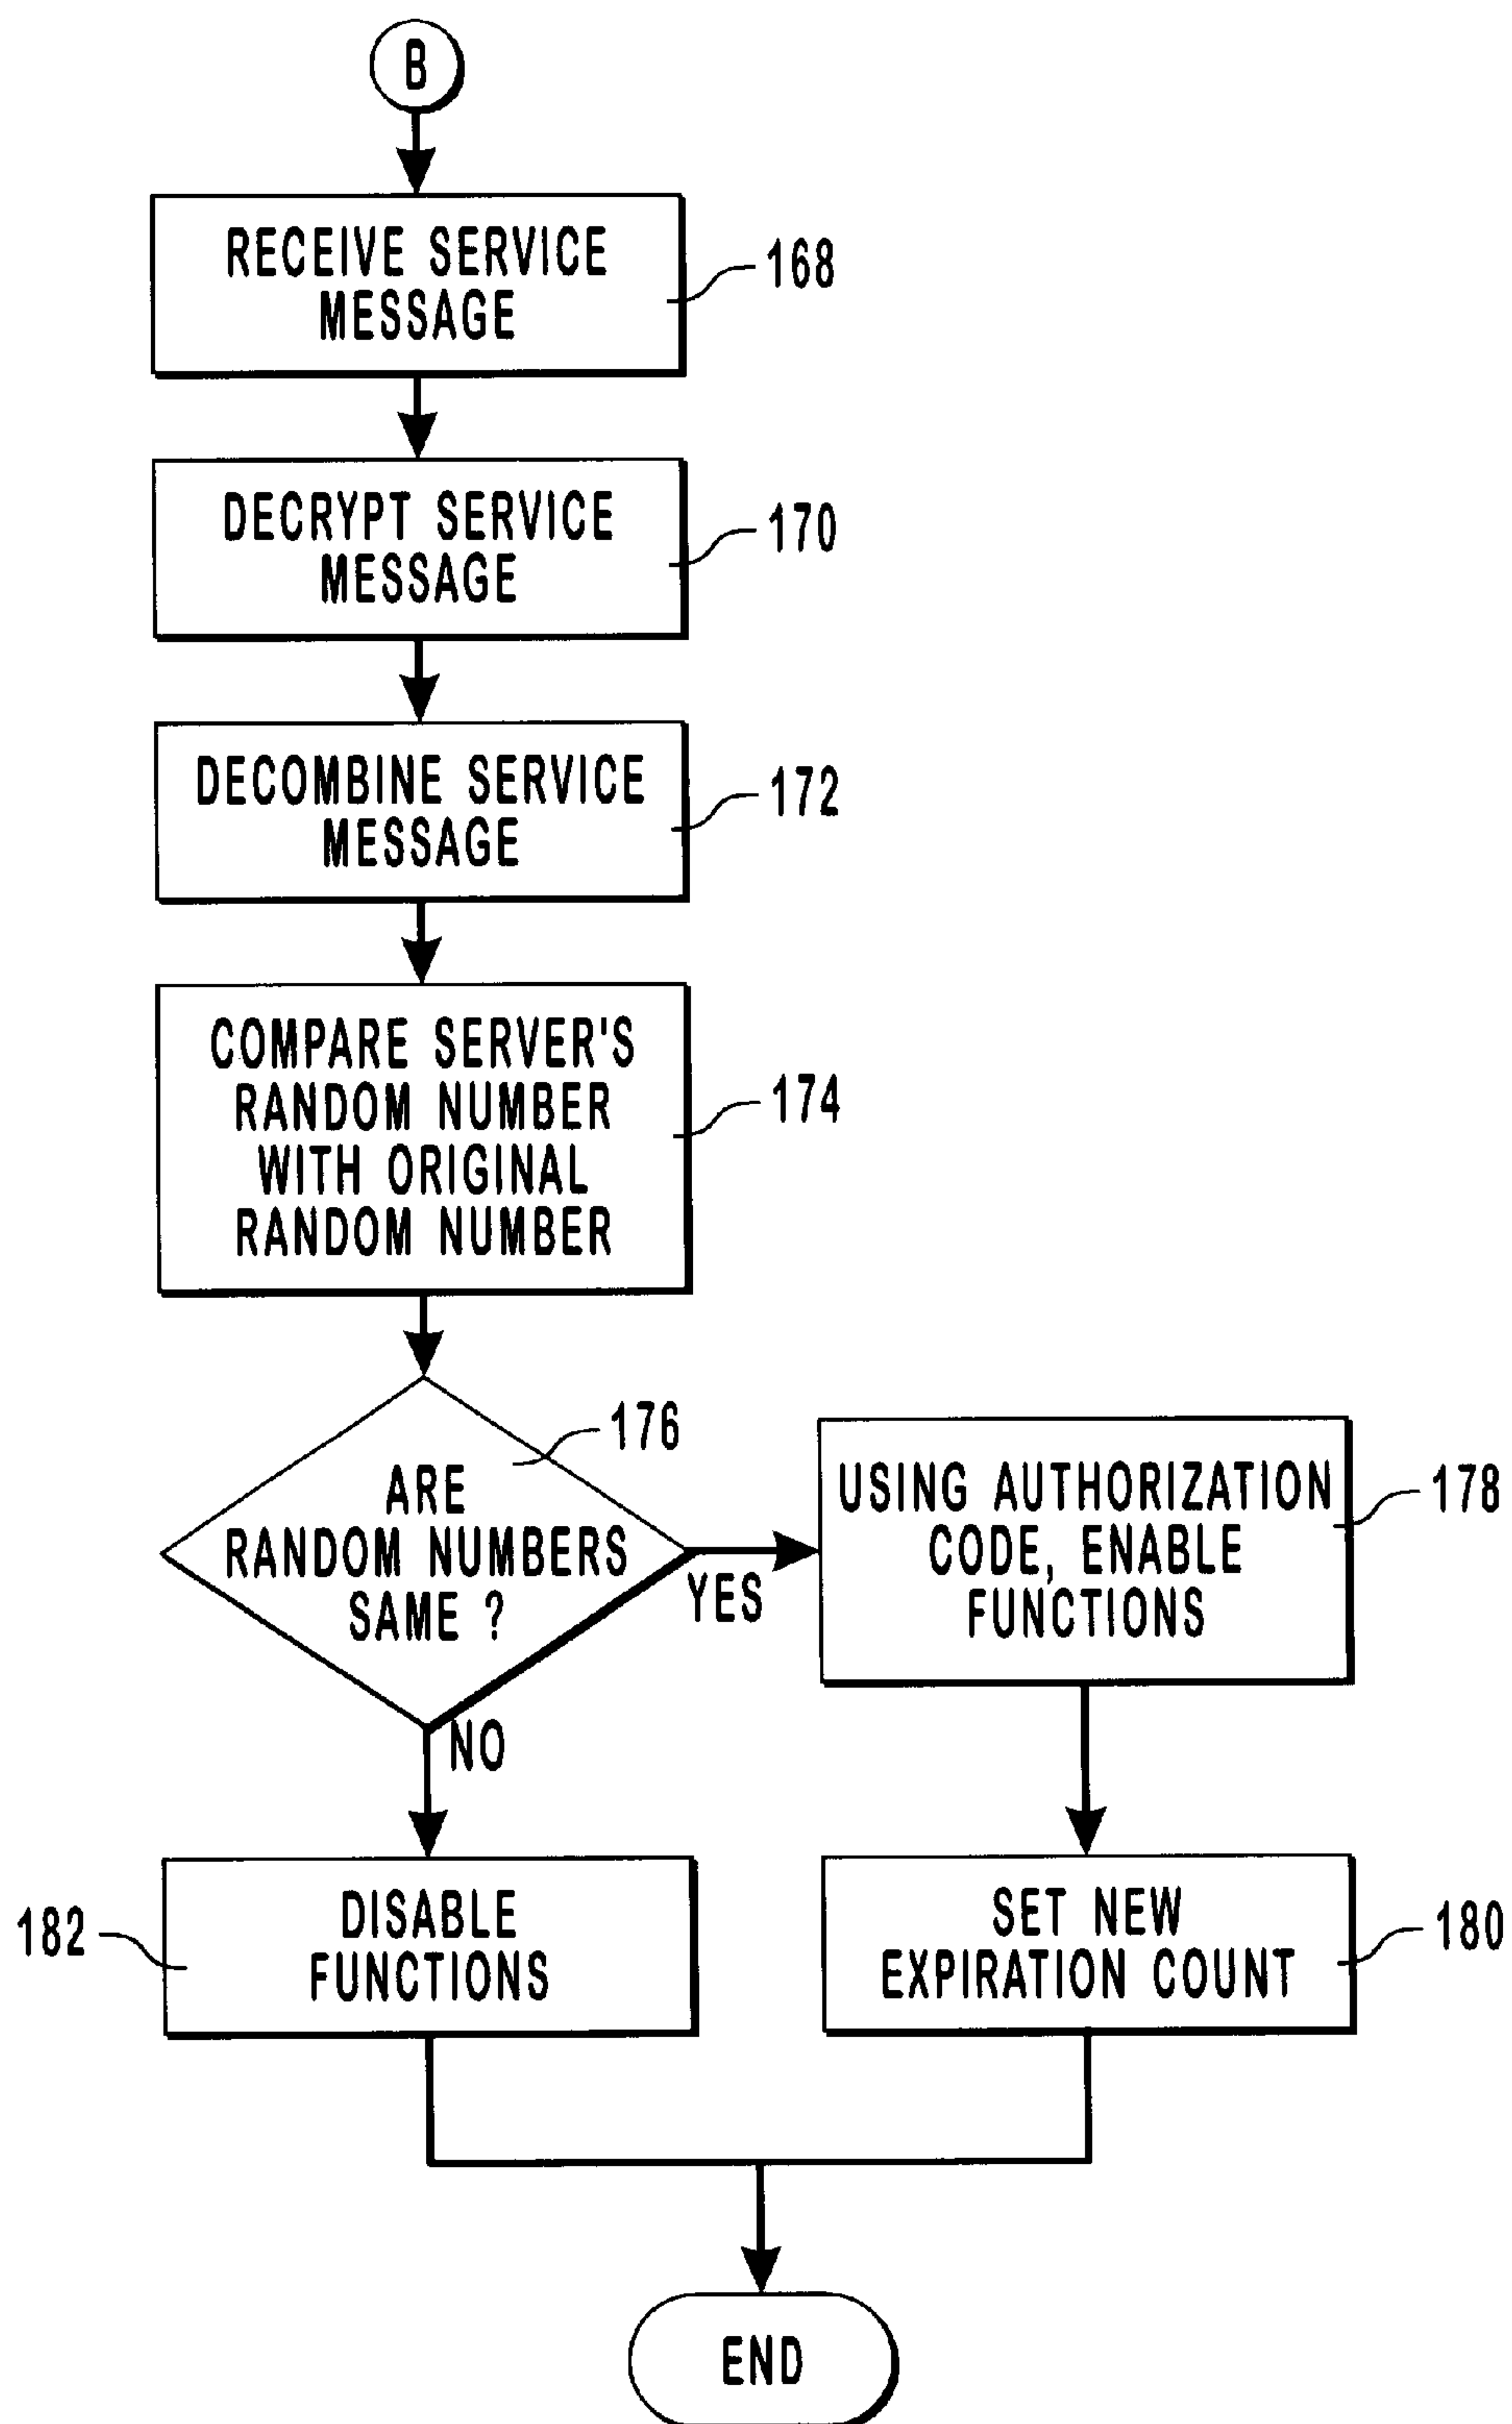 B
RECEIVE SERVICE
MESSAGE
168
DECRYPT SERVICE
MESSAGE
170
DECOMBINE SERVICE
MESSAGE
172
COMPARE SERVER'S
RANDOM NUMBER
WITH ORIGINAL
RANDOM NUMBER
174
ARE
RANDOM NUMBERS
SAME ?
176
YES
NO
USING AUTHORIZATION
CODE, ENABLE
FUNCTIONS
178
DISABLE
FUNCTIONS
182
SET NEW
EXPIRATION COUNT
180
END